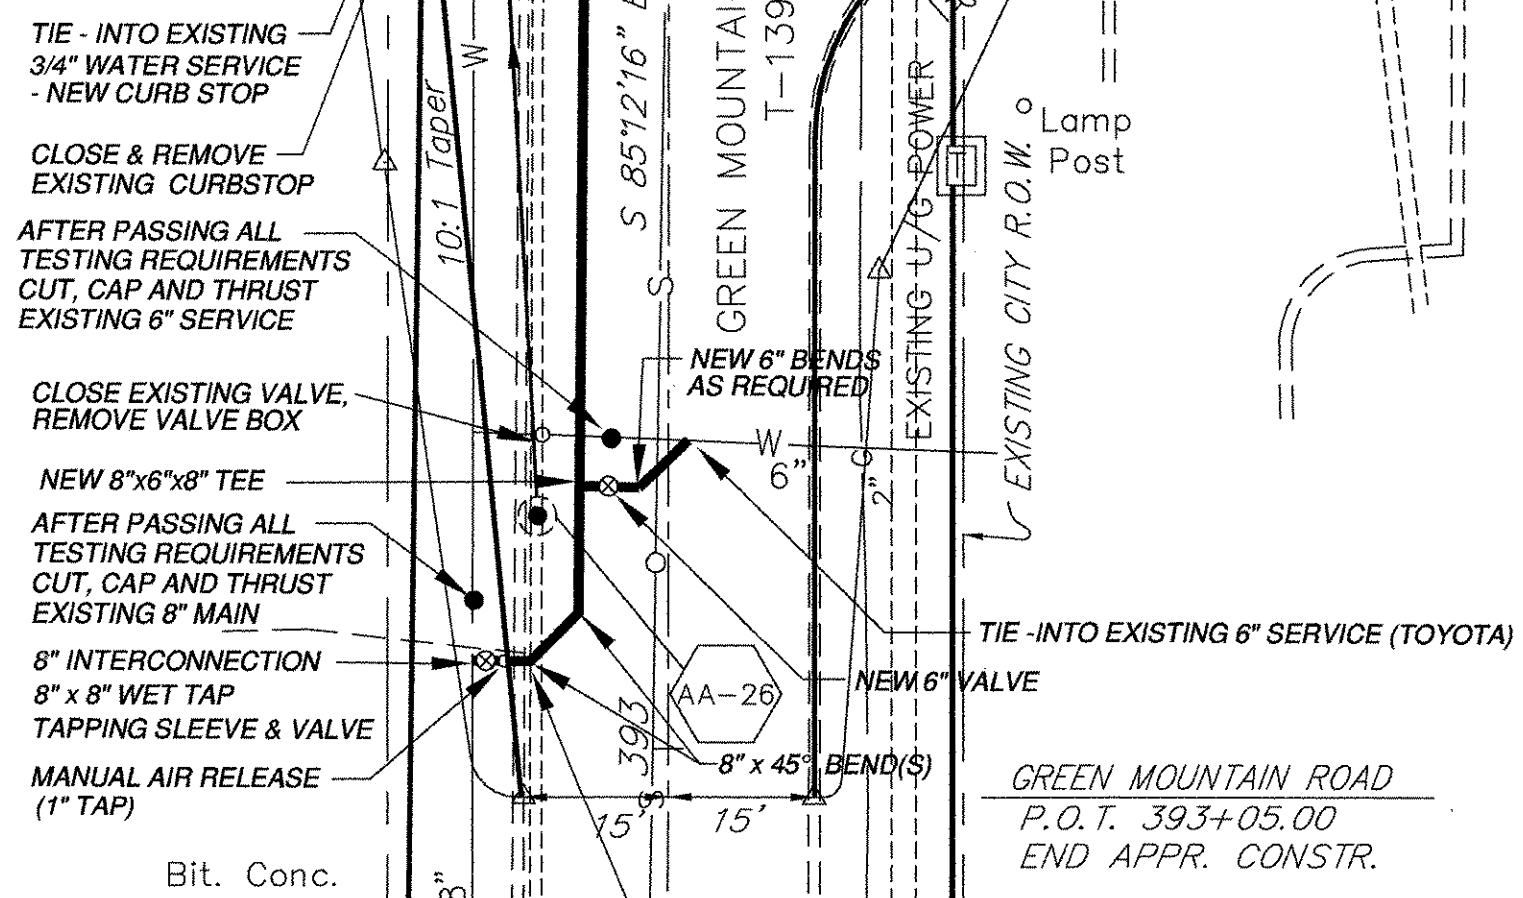 TIE - INTO EXISTING
3/4" WATER SERVICE
- NEW CURB STOP
CLOSE & REMOVE
EXISTING CURBSTOP
AFTER PASSING ALL
TESTING REQUIREMENTS
CUT, CAP AND THRUST
EXISTING 6" SERVICE
CLOSE EXISTING VALVE,
REMOVE VALVE BOX
NEW 8"x6"x8" TEE
AFTER PASSING ALL
TESTING REQUIREMENTS
CUT, CAP AND THRUST
EXISTING 8" MAIN
8" INTERCONNECTION
8" x 8" WET TAP
TAPPING SLEEVE & VALVE
MANUAL AIR RELEASE
(1" TAP)
Bit. Conc.
8"
W
10:1 Taper
S 85°12'16" E
S
GREEN MOUNTAI
T-139
NEW 6" BENDS
AS REQUIRED
W
6"
G
2"
EXISTING U/G POWER
EXISTING CITY R.O.W.
Lamp
Post
TIE -INTO EXISTING 6" SERVICE (TOYOTA)
NEW 6" VALVE
AA-26
393
S
8" x 45° BEND(S)
15'
15'
GREEN MOUNTAIN ROAD
P.O.T. 393+05.00
END APPR. CONSTR.